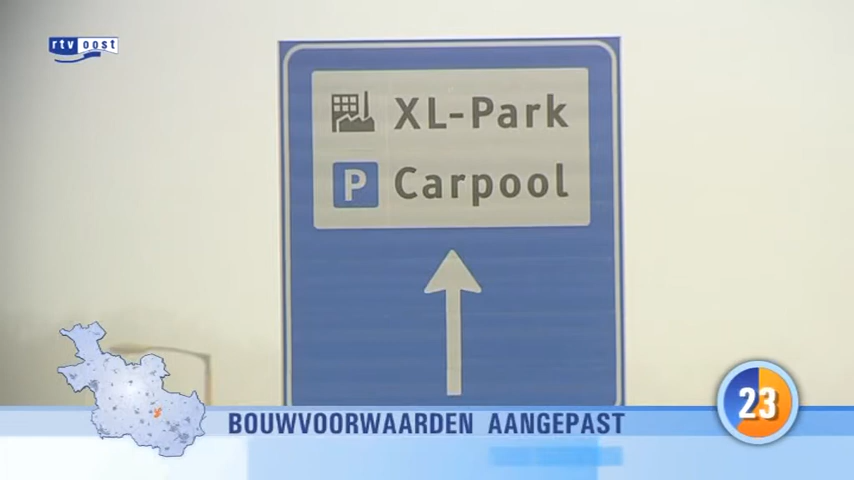 rtv oost
XL-Park
P Carpool
BOUWVOORWAARDEN AANGEPAST
23